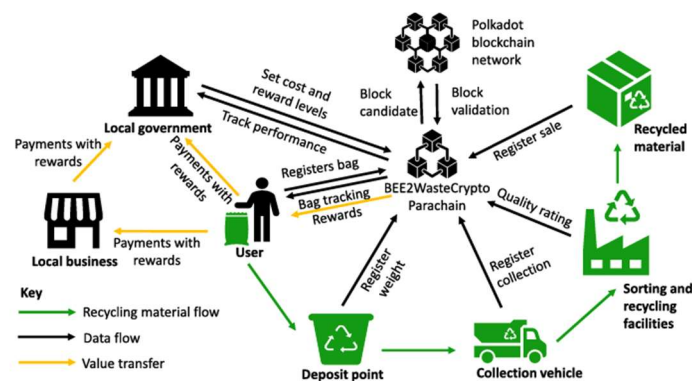 Polkadot
blockchain
network
Set cost and
reward levels
Block
candidate
Block
validation
Local government
Track performance
Recycled
material
Payments with
rewards
Payments with
rewards
Registers bag
Register sale
BEE2WasteCrypto
Parachain
Bag tracking
Rewards
Quality rating
Local business
Payments with
rewards
User
Register
weight
Register
collection
Sorting and
recycling
facilities
Key
Recycling material flow
Data flow
Value transfer
Deposit point
Collection vehicle